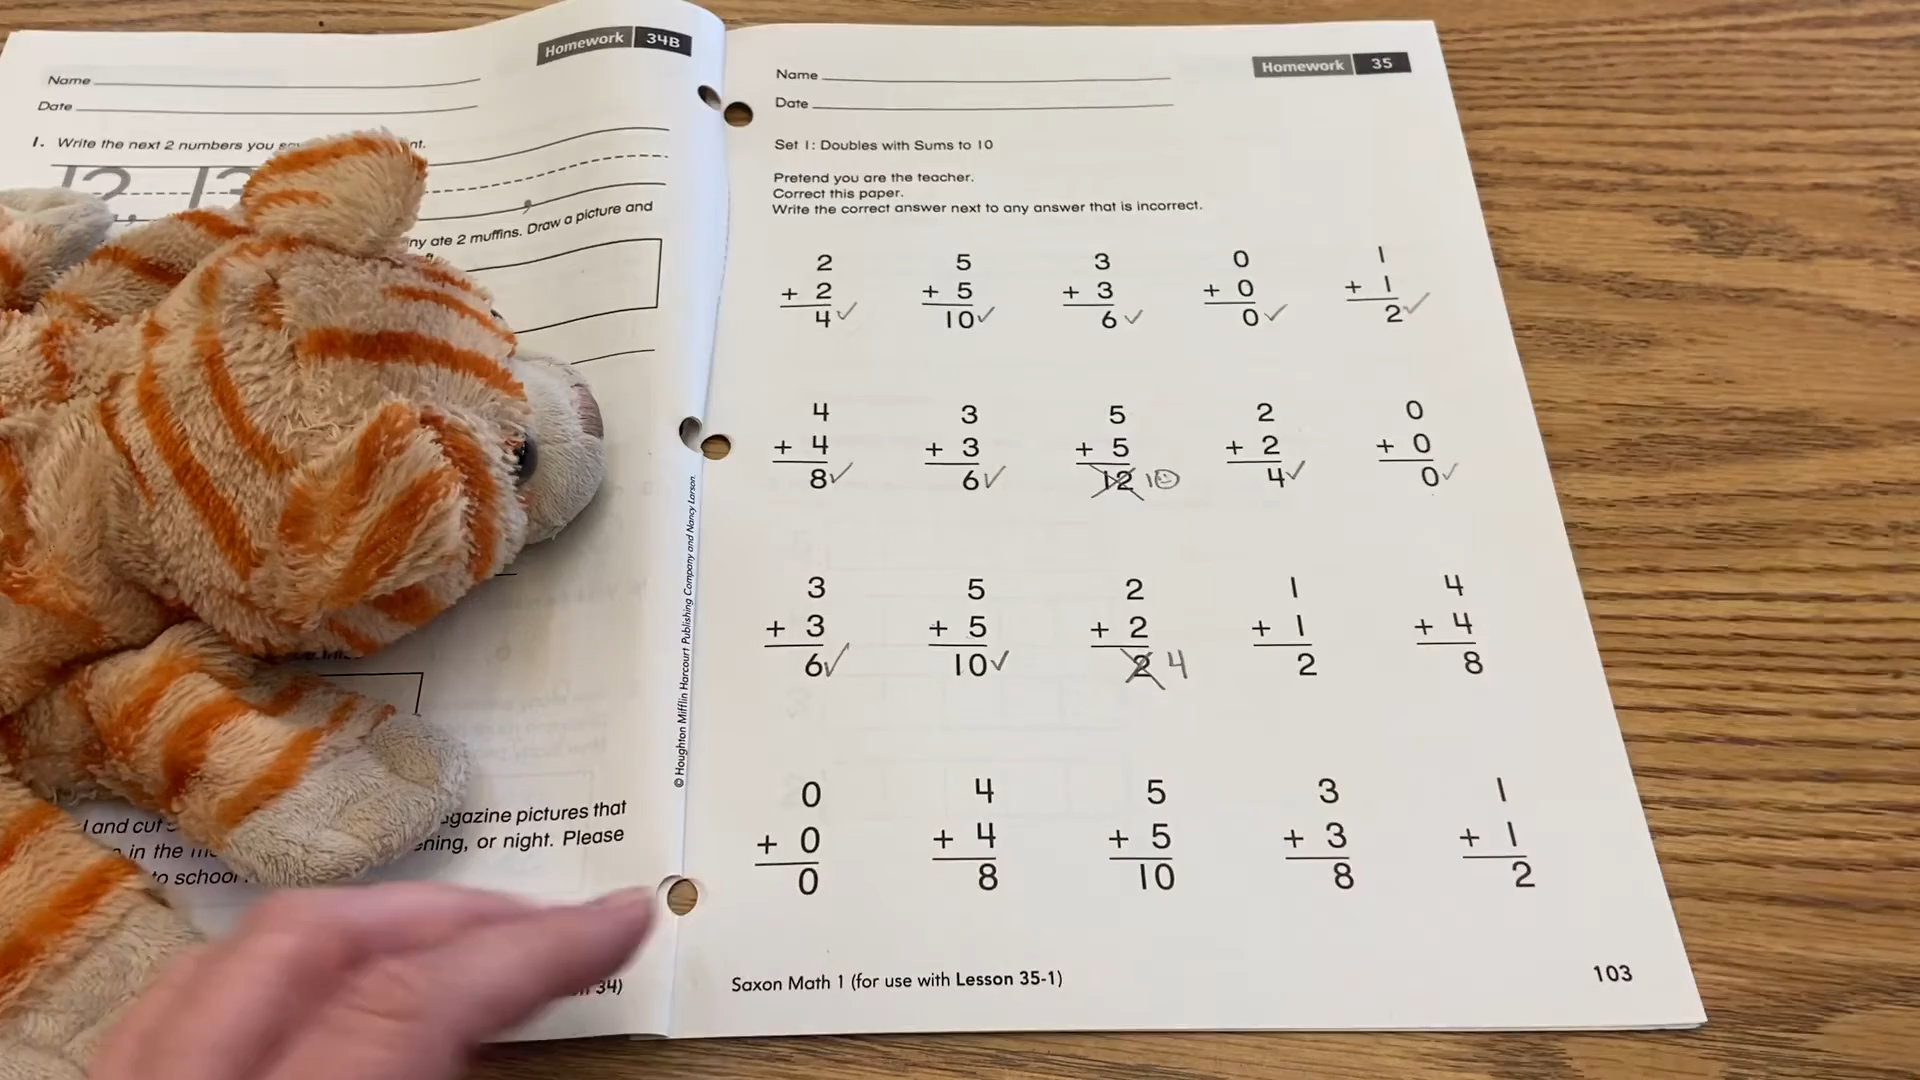 Homework 34B
Name
Date
1. Write the next 2 numbers you
12, 13
,
ate 2 muffins. Draw a picture and
pictures that
or night. Please
and cut
in the
to school.
34)
© Houghton Mifflin Harcourt Publishing Company and Nancy Larson.
Homework 35
Name
Date
Set 1: Doubles with Sums to 10
Pretend you are the teacher.
Correct this paper.
Write the correct answer next to any answer that is incorrect.
2 5 3 0 1
+ 2 + 5 + 3 + 0 + 1
4✓ 10✓ 6✓ 0✓ 2✓
4 3 5 2 0
+ 4 + 3 + 5 + 2 + 0
8✓ 6✓ 12 10 4✓ 0✓
3 5 2 1 4
+ 3 + 5 + 2 + 1 + 4
6✓ 10✓ 2 4 2 8
0 4 5 3 1
+ 0 + 4 + 5 + 3 + 1
0 8 10 8 2
Saxon Math 1 (for use with Lesson 35-1)
103